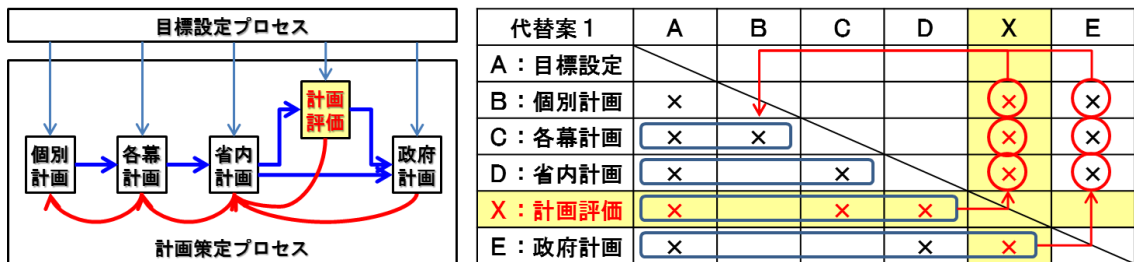 目標設定プロセス
計画
評価
個別
計画
各幕
計画
省内
計画
政府
計画
計画策定プロセス
代替案1 A B C D X E
A：目標設定
B：個別計画 × × ×
C：各幕計画 × × × ×
D：省内計画 × × × ×
X：計画評価 × × ×
E：政府計画 × × ×